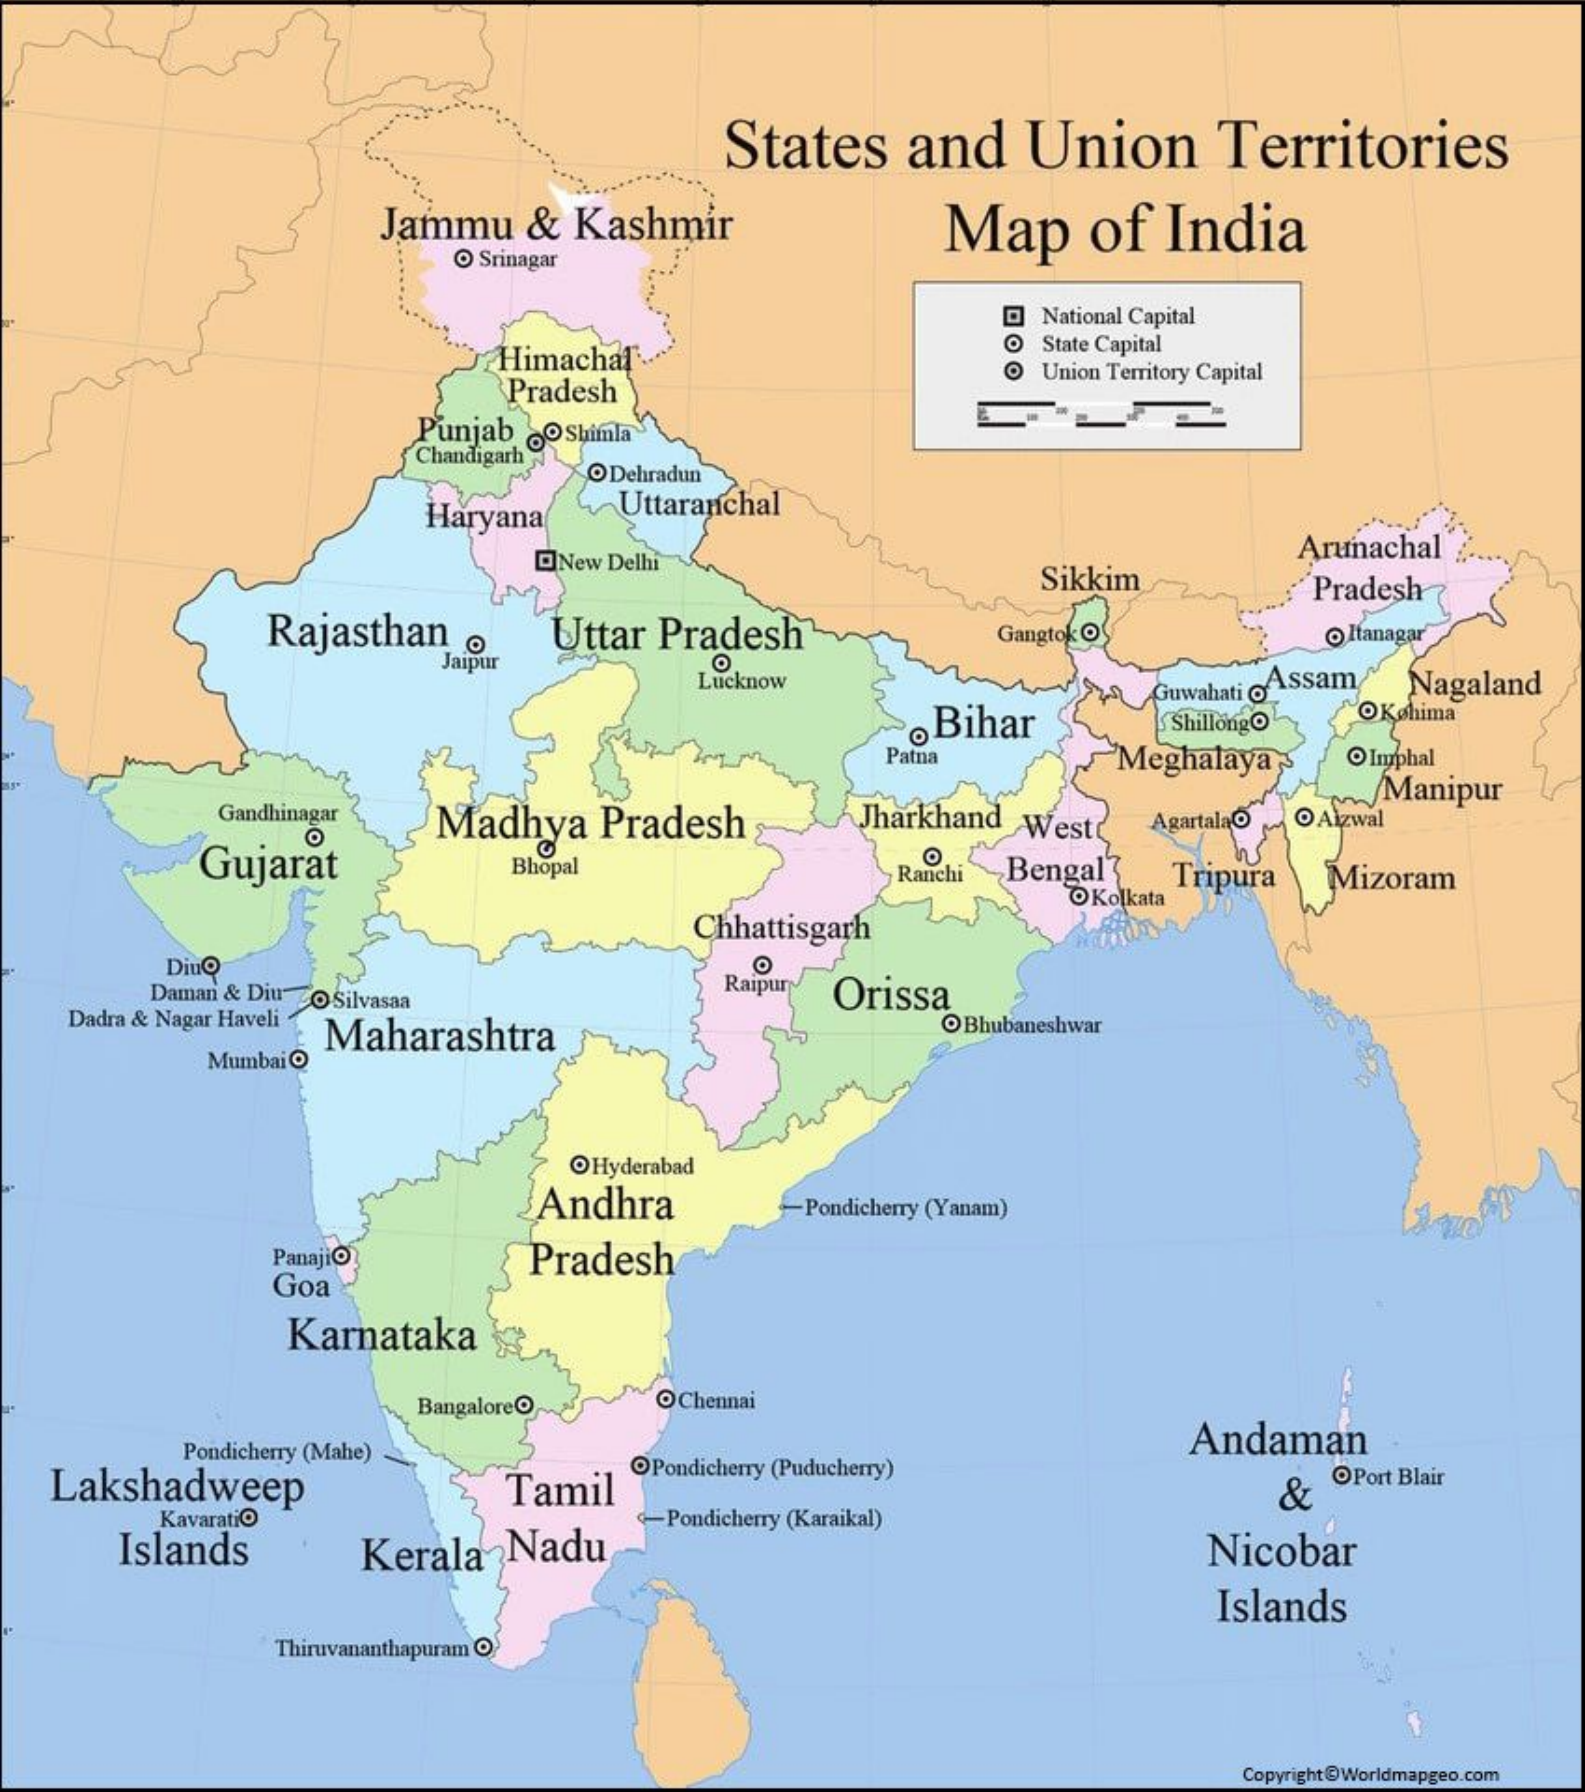 States and Union Territories
Map of India
National Capital
State Capital
Union Territory Capital
Jammu & Kashmir
Srinagar
Himachal
Pradesh
Punjab
Shimla
Chandigarh
Dehradun
Uttaranchal
Haryana
New Delhi
Arunachal
Pradesh
Sikkim
Gangtok
Itanagar
Rajasthan
Jaipur
Uttar Pradesh
Lucknow
Assam
Guwahati
Nagaland
Kohima
Shillong
Meghalaya
Bihar
Patna
Imphal
Manipur
Gandhinagar
Gujarat
Madhya Pradesh
Bhopal
Jharkhand
Ranchi
West
Bengal
Kolkata
Agartala
Tripura
Aizwal
Mizoram
Chhattisgarh
Raipur
Orissa
Bhubaneshwar
Diu
Daman & Diu
Silvasaa
Dadra & Nagar Haveli
Maharashtra
Mumbai
Hyderabad
Andhra
Pradesh
Pondicherry (Yanam)
Panaji
Goa
Karnataka
Bangalore
Chennai
Pondicherry (Mahe)
Lakshadweep
Kavarati
Islands
Pondicherry (Puducherry)
Tamil
Nadu
Pondicherry (Karaikal)
Kerala
Thiruvananthapuram
Andaman
&
Nicobar
Islands
Port Blair
Copyright©Worldmapgeo.com